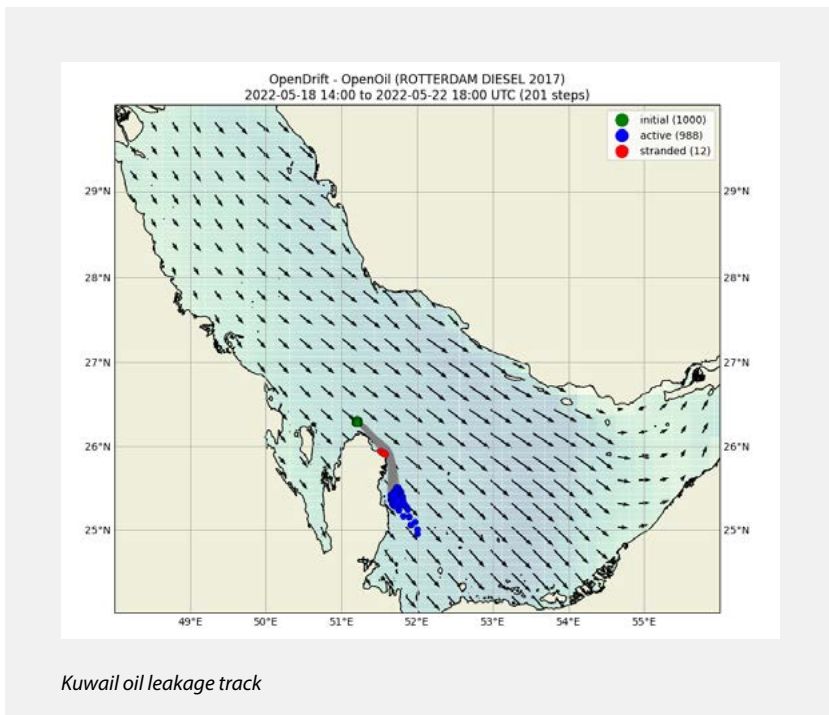 OpenDrift - OpenOil (ROTTERDAM DIESEL 2017)
2022-05-18 14:00 to 2022-05-22 18:00 UTC (201 steps)
initial (1000)
active (988)
stranded (12)
29°N 29°N
28°N 28°N
27°N 27°N
26°N 26°N
25°N 25°N
49°E 50°E 51°E 52°E 53°E 54°E 55°E
Kuwail oil leakage track